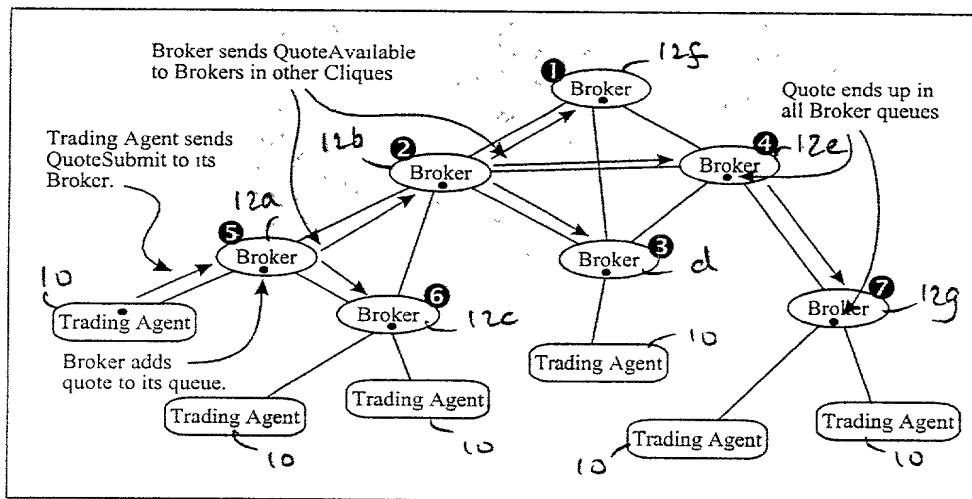 Broker sends QuoteAvailable
to Brokers in other Cliques
Trading Agent sends
QuoteSubmit to its
Broker.
Quote ends up in
all Broker queues
1
Broker
12f
12b
2
Broker
4
Broker
12e
12a
5
Broker
3
Broker
d
6
Broker
12c
7
Broker
12g
10
Trading Agent
Broker adds
quote to its queue.
Trading Agent
10
Trading Agent
10
Trading Agent
10
Trading Agent
10
Trading Agent
10